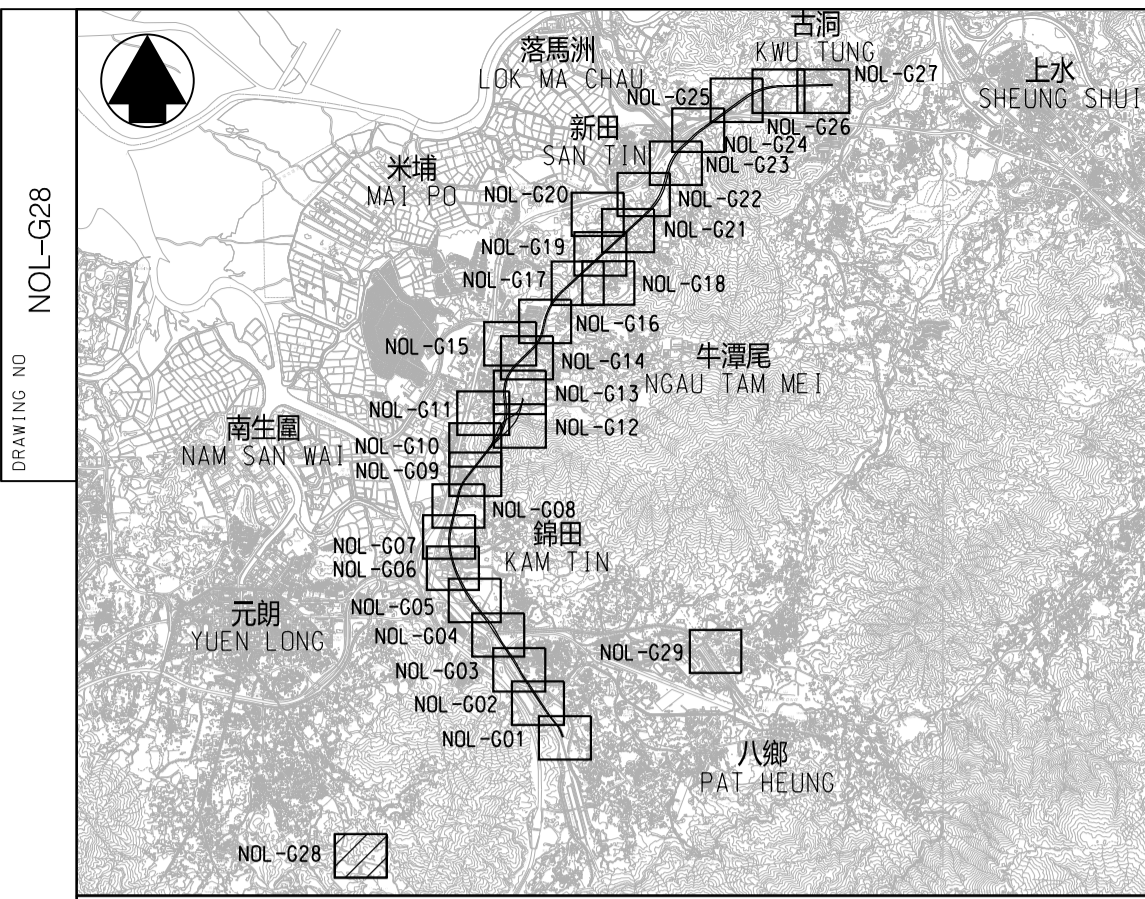 NOL-G28
DRAWING NO
古洞
KWU TUNG
落馬洲
LOK MA CHAU
上水
SHEUNG SHUI
NOL-G27
NOL-G25
NOL-G26
新田
SAN TIN
NOL-G24
NOL-G23
米埔
MAI PO
NOL-G20
NOL-G22
NOL-G21
NOL-G19
NOL-G17
NOL-G18
NOL-G16
NOL-G15
NOL-G14
牛潭尾
NGAU TAM MEI
NOL-G13
NOL-G11
NOL-G12
南生圍
NAM SAN WAI
NOL-G10
NOL-G09
NOL-G08
錦田
KAM TIN
NOL-G07
NOL-G06
元朗
YUEN LONG
NOL-G05
NOL-G04
NOL-G29
NOL-G03
NOL-G02
NOL-G01
八鄉
PAT HEUNG
NOL-G28